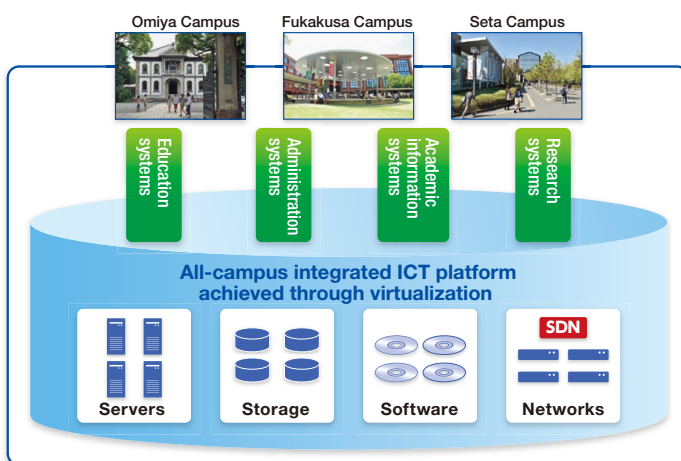 Omiya Campus
Fukakusa Campus
Seta Campus
Education
systems
Administration
systems
Academic
information
systems
Research
systems
All-campus integrated ICT platform
achieved through virtualization
SDN
Servers
Storage
Software
Networks